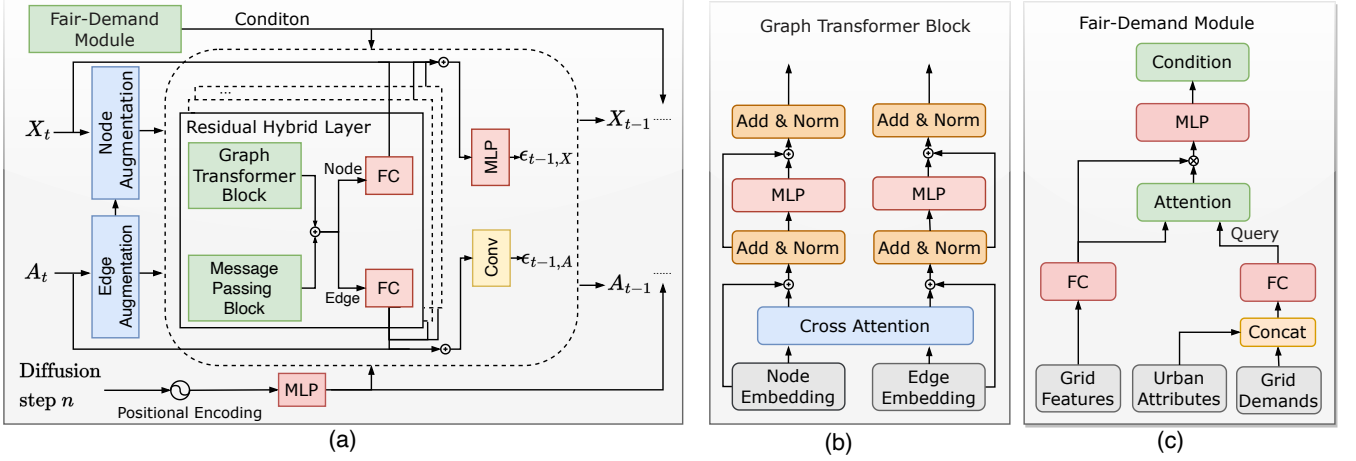 Fair-Demand
Module
Conditon
X_t
Node
Augmentation
A_t
Edge
Augmentation
...
Residual Hybrid Layer
Graph
Transformer
Block
Node
FC
Message
Passing
Block
Edge
FC
MLP
ϵ_{t−1,X}
Conv
ϵ_{t−1,A}
X_{t−1}
......
A_{t−1}
......
Diffusion
step n
Positional Encoding
MLP
(a)
Graph Transformer Block
Add & Norm
Add & Norm
MLP
MLP
Add & Norm
Add & Norm
Cross Attention
Node
Embedding
Edge
Embedding
(b)
Fair-Demand Module
Condition
MLP
Attention
Query
FC
FC
Concat
Grid
Features
Urban
Attributes
Grid
Demands
(c)